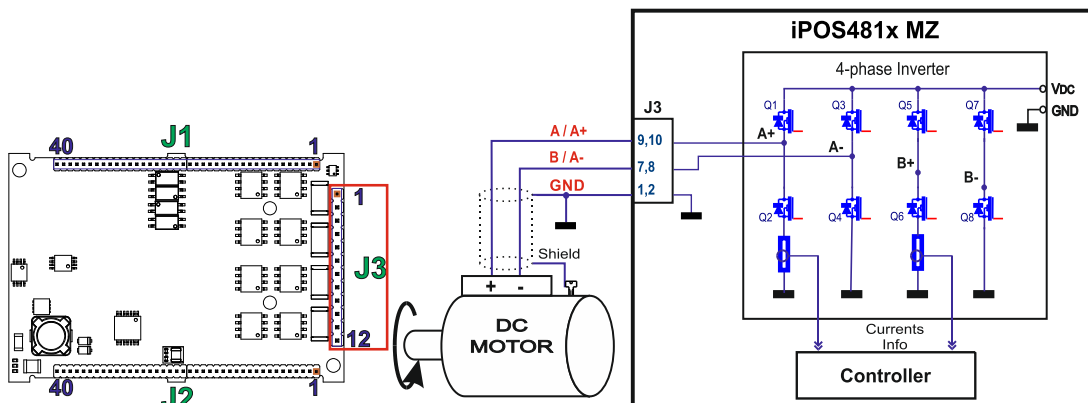 40
J1
1
1
J3
12
40
J2
1
A / A+
B / A-
GND
Shield
+ -
DC
MOTOR
iPOS481x MZ
J3
9,10
7,8
1,2
4-phase Inverter
Q1
Q3
Q5
Q7
VDC
GND
A+
A-
B+
B-
Q2
Q4
Q6
Q8
Currents
Info
Controller